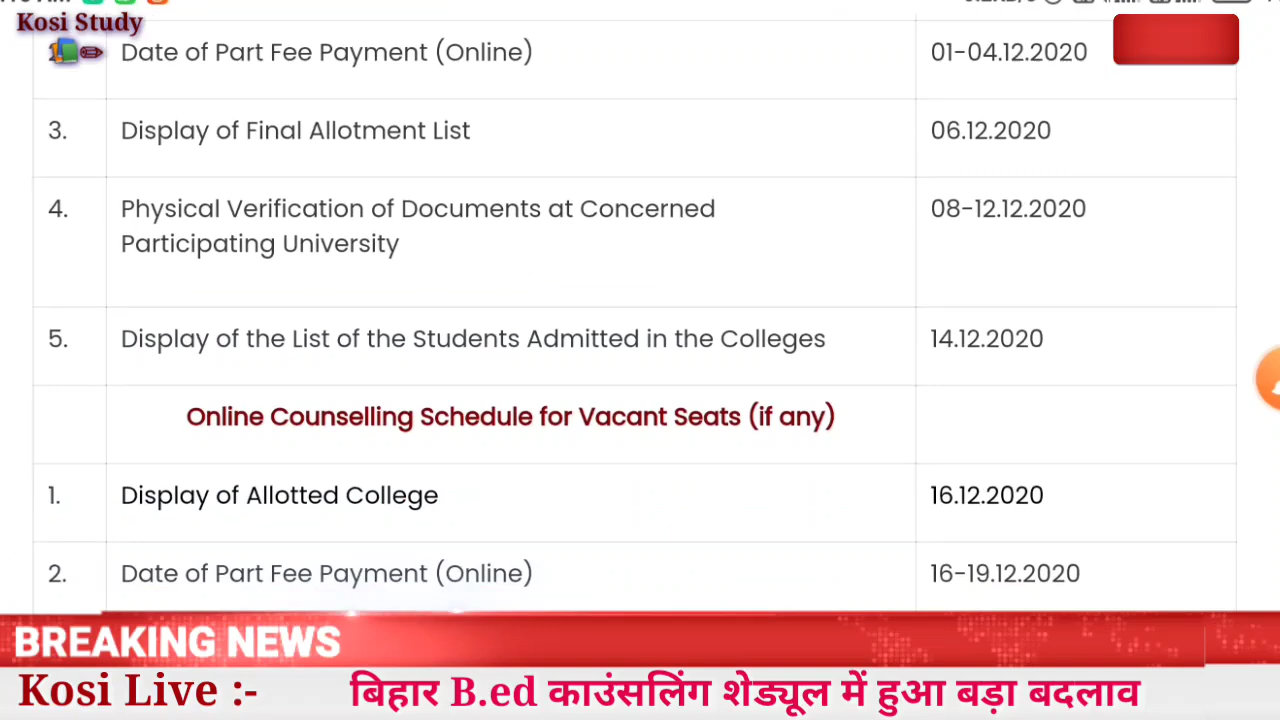 Kosi Study
Date of Part Fee Payment (Online) 01-04.12.2020
3. Display of Final Allotment List 06.12.2020
4. Physical Verification of Documents at Concerned 08-12.12.2020
Participating University
5. Display of the List of the Students Admitted in the Colleges 14.12.2020
Online Counselling Schedule for Vacant Seats (if any)
1. Display of Allotted College 16.12.2020
2. Date of Part Fee Payment (Online) 16-19.12.2020
BREAKING NEWS
Kosi Live :- बिहार B.ed काउंसलिंग शेड्यूल में हुआ बड़ा बदलाव